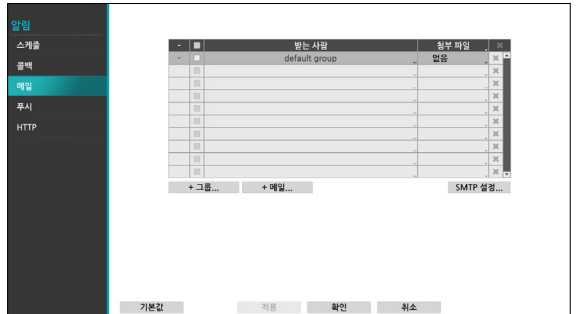 알림
스케줄
콜백
메일
푸시
HTTP
- 받는 사람 첨부 파일
- default group 없음
+ 그룹... + 메일... SMTP 설정...
기본값 적용 확인 취소